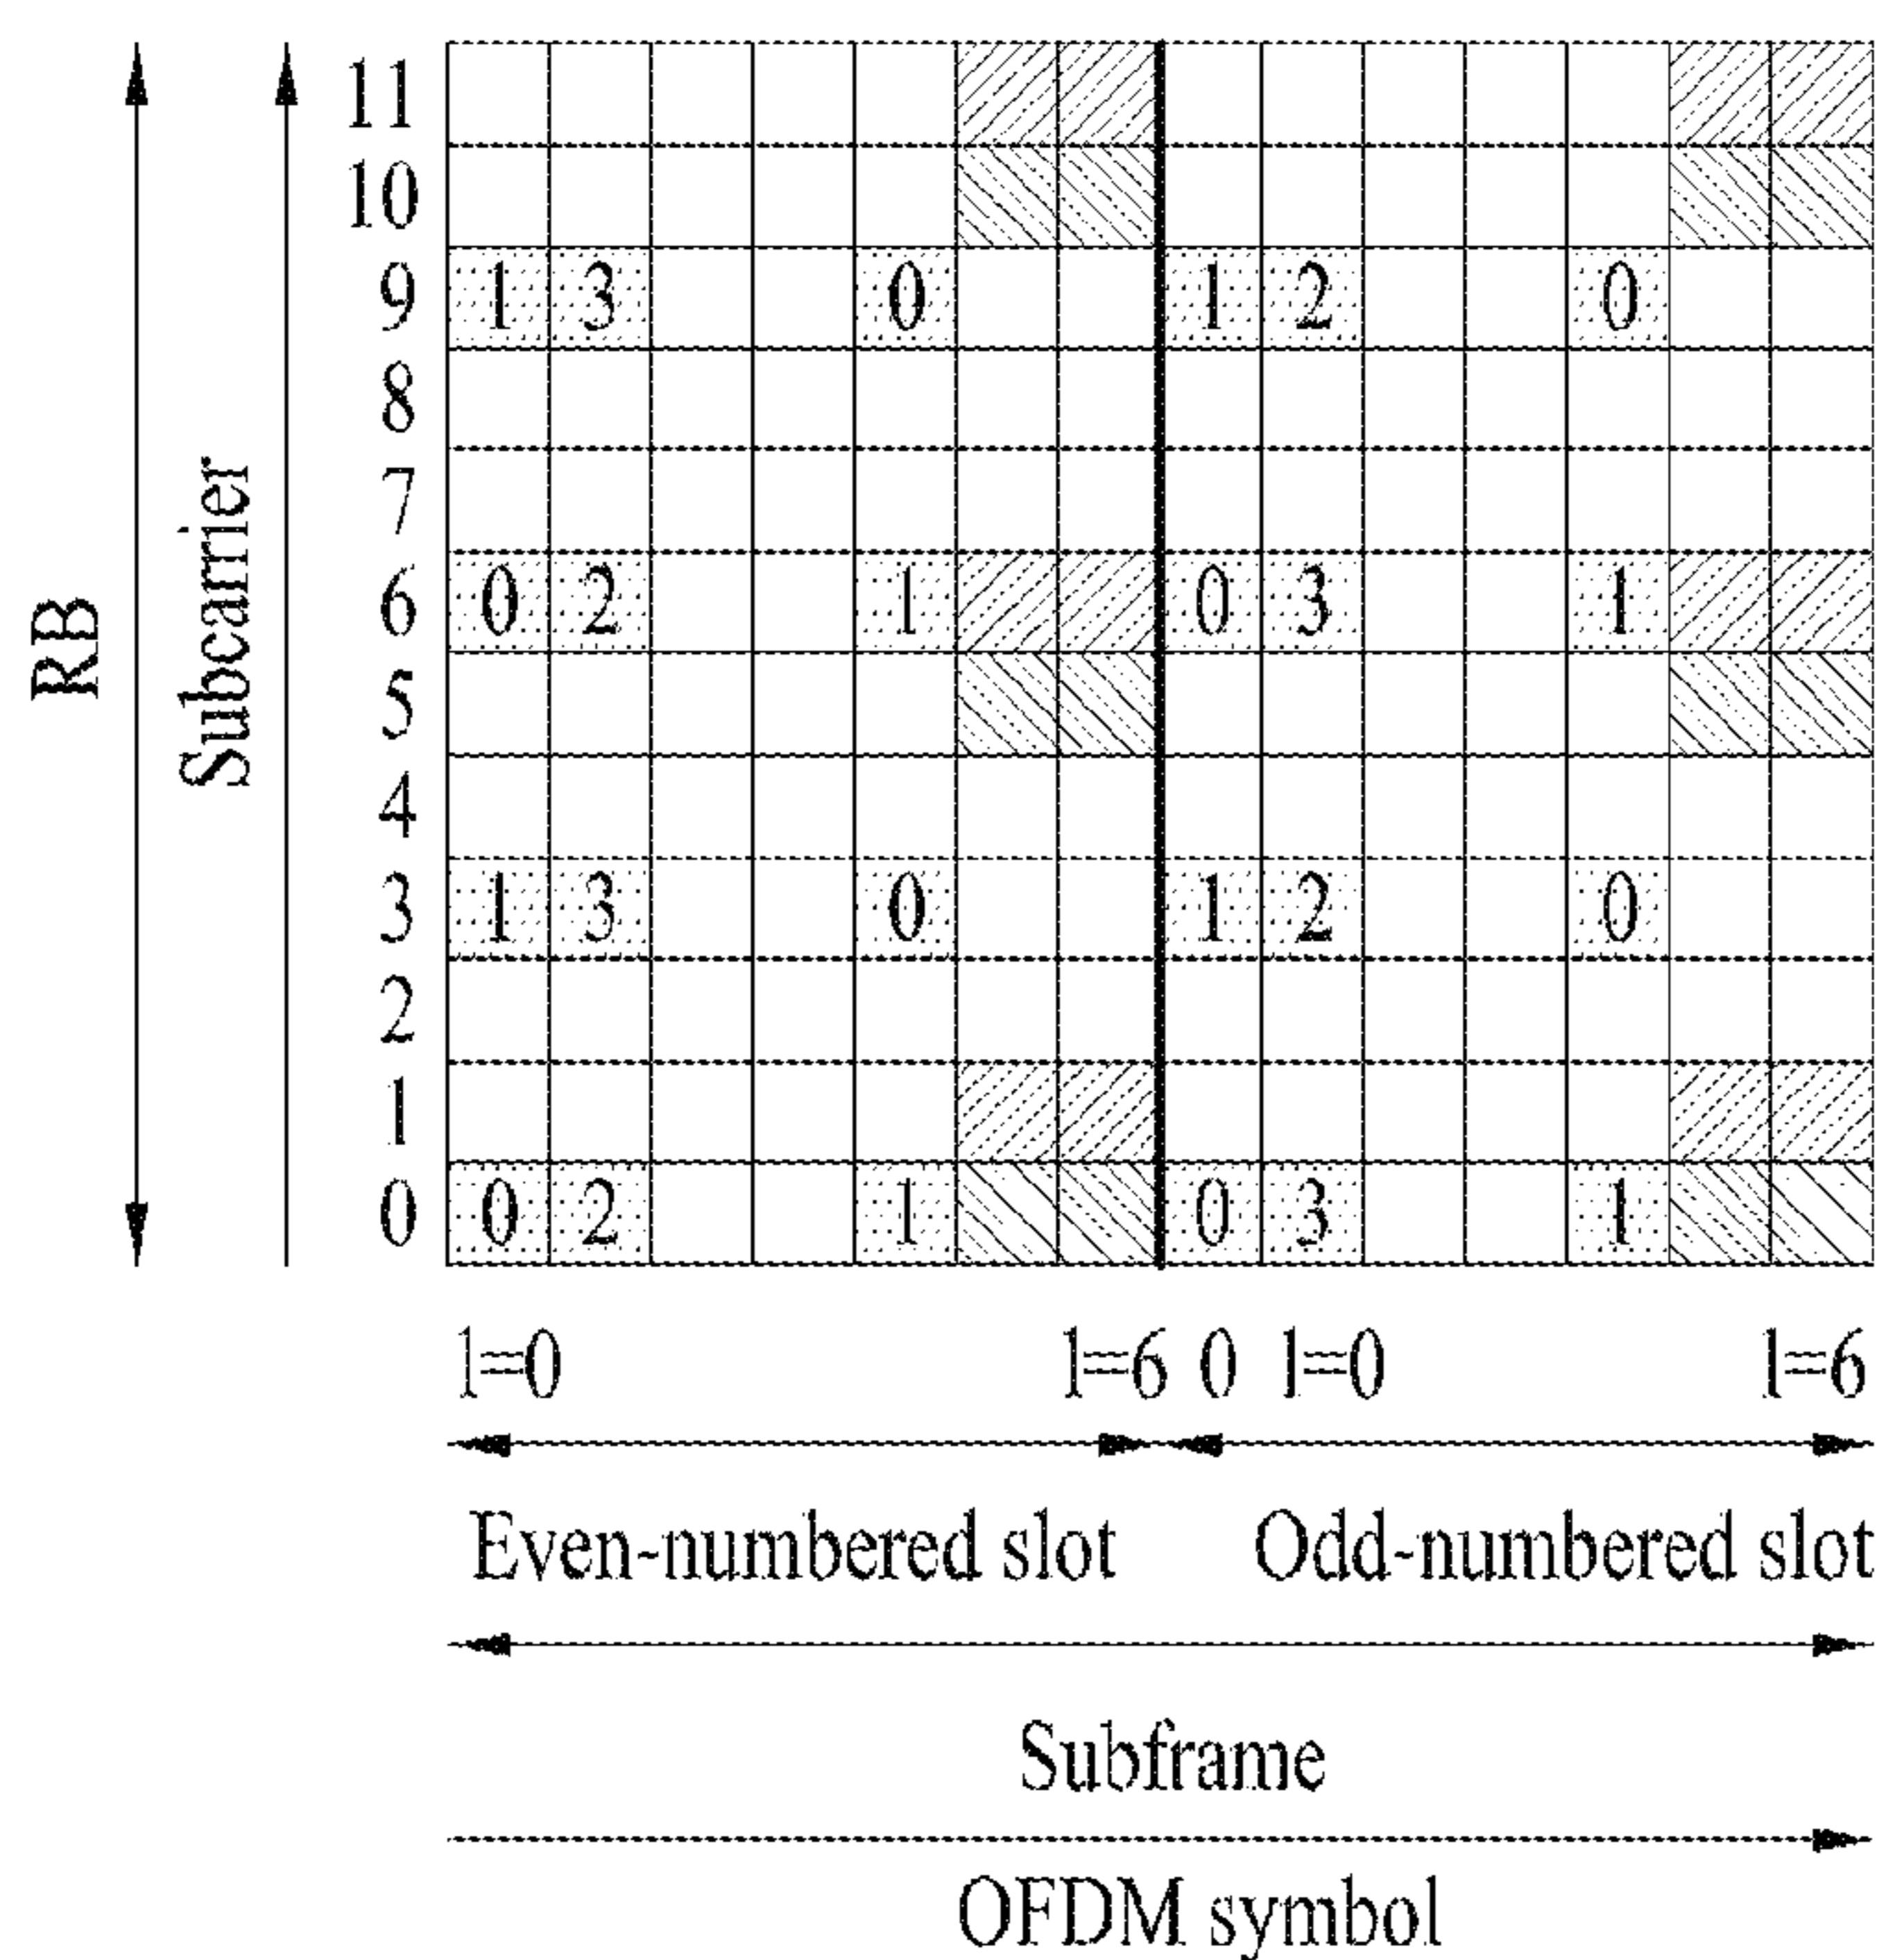 RB
Subcarrier
11
10
9 1 3 0 1 2 0
8
7
6 0 2 1 0 3 1
5
4
3 1 3 0 1 2 0
2
1
0 0 2 1 0 3 1
l=0 l=6 0 l=0 l=6
Even-numbered slot Odd-numbered slot
Subframe
OFDM symbol